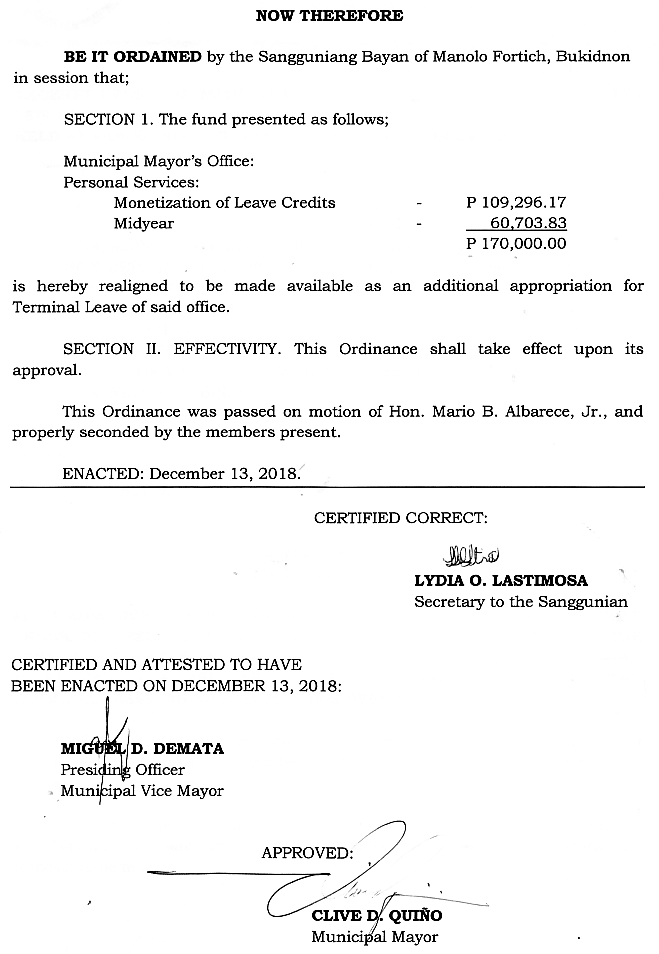 NOW THEREFORE
BE IT ORDAINED by the Sangguniang Bayan of Manolo Fortich, Bukidnon
in session that;
SECTION 1. The fund presented as follows;
Municipal Mayor's Office:
Personal Services:
Monetization of Leave Credits - P 109,296.17
Midyear - 60,703.83
P 170,000.00
is hereby realigned to be made available as an additional appropriation for
Terminal Leave of said office.
SECTION II. EFFECTIVITY. This Ordinance shall take effect upon its
approval.
This Ordinance was passed on motion of Hon. Mario B. Albarece, Jr., and
properly seconded by the members present.
ENACTED: December 13, 2018.
CERTIFIED CORRECT:
LYDIA O. LASTIMOSA
Secretary to the Sanggunian
CERTIFIED AND ATTESTED TO HAVE
BEEN ENACTED ON DECEMBER 13, 2018:
MIGUEL D. DEMATA
Presiding Officer
Municipal Vice Mayor
APPROVED:
CLIVE D. QUIÑO
Municipal Mayor